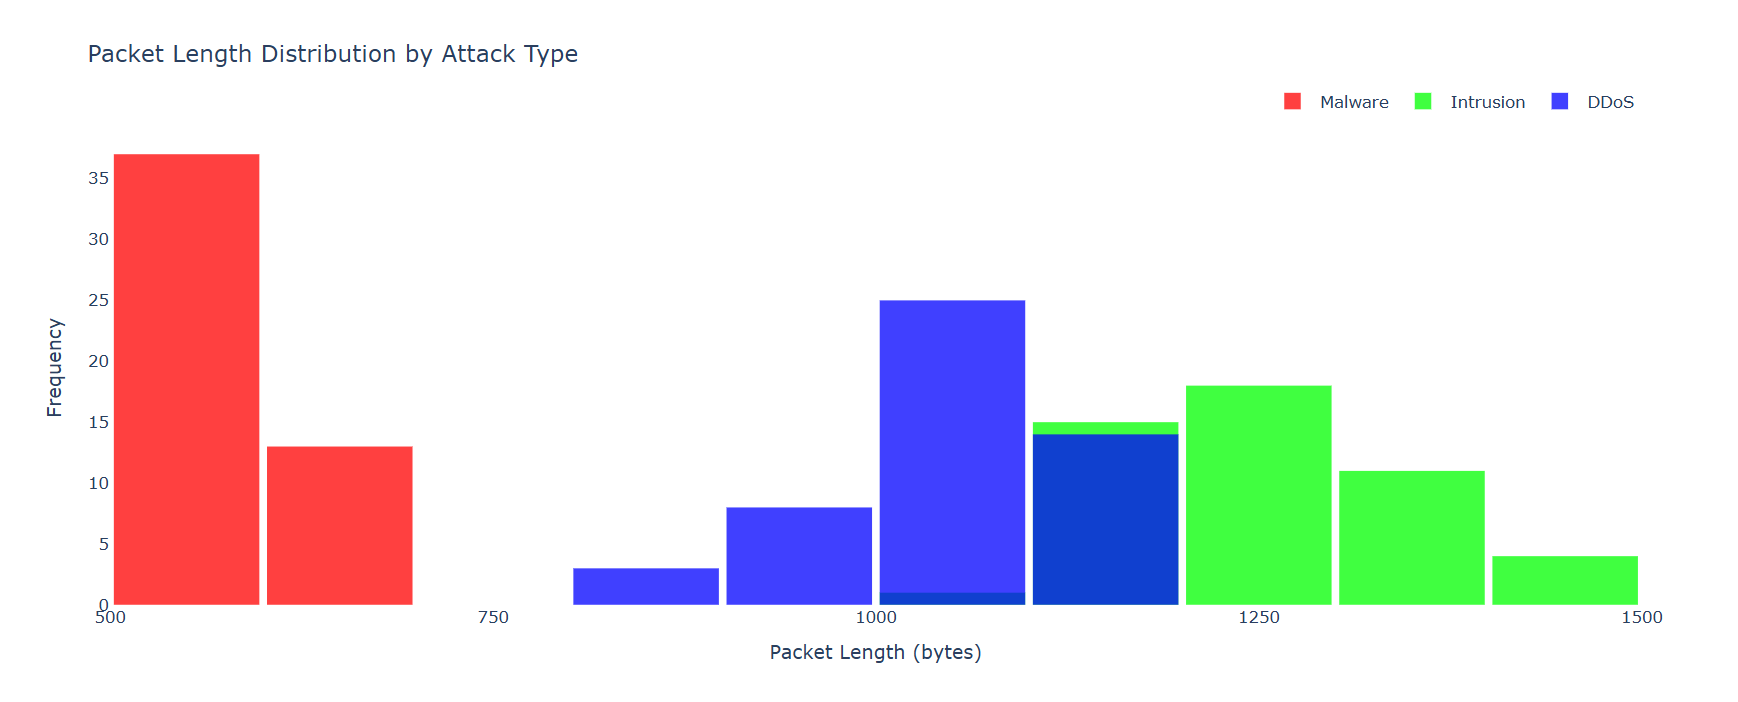 Packet Length Distribution by Attack Type
Malware Intrusion DDoS
35
30
25
20
15
10
5
0
Frequency
500 750 1000 1250 1500
Packet Length (bytes)